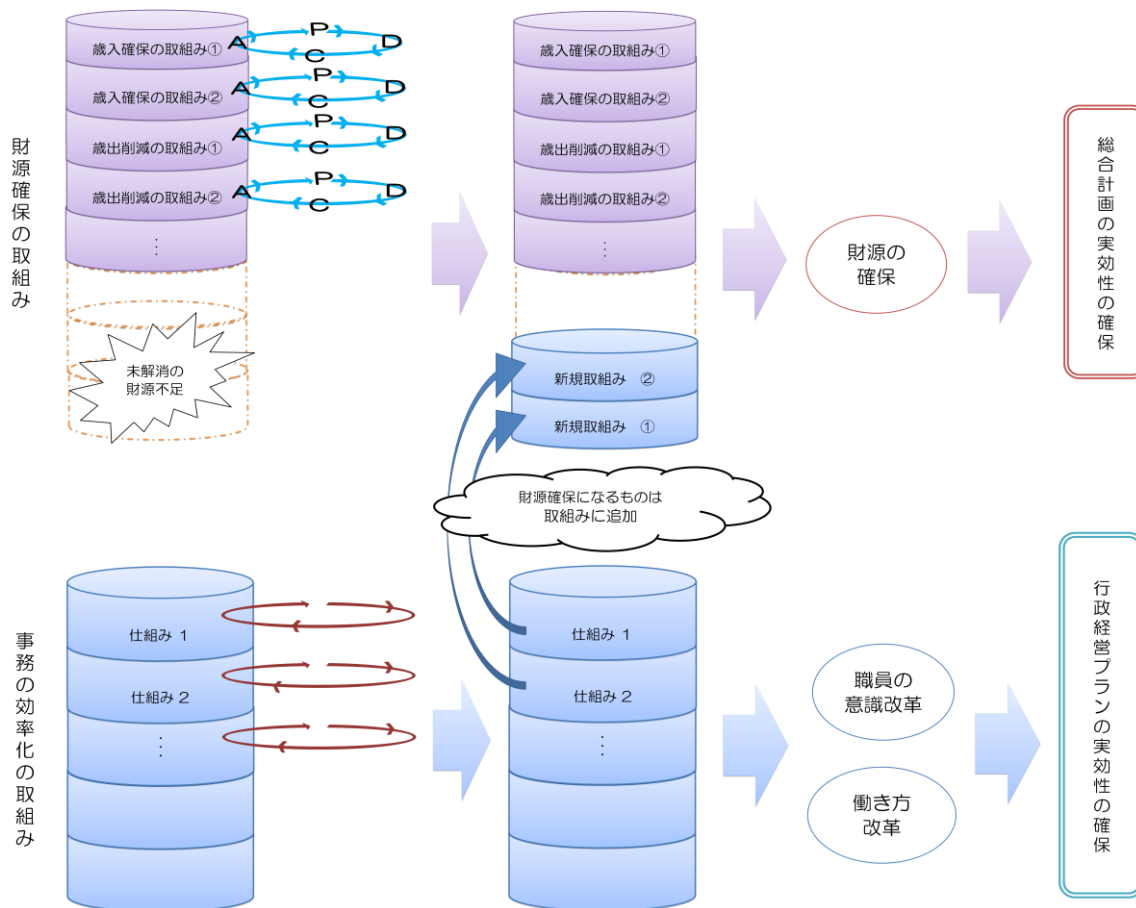 財源確保の取組み
歳入確保の取組み①
P
A
D
C
歳入確保の取組み②
P
A
D
C
歳出削減の取組み①
P
A
D
C
歳出削減の取組み②
P
A
D
C
⋮
未解消の
財源不足
歳入確保の取組み①
歳入確保の取組み②
歳出削減の取組み①
歳出削減の取組み②
⋮
新規取組み ②
新規取組み ①
財源の
確保
総合計画の実効性の確保
財源確保になるものは
取組みに追加
事務の効率化の取組み
仕組み 1
仕組み 2
⋮
仕組み 1
仕組み 2
⋮
職員の
意識改革
働き方
改革
行政経営プランの実効性の確保